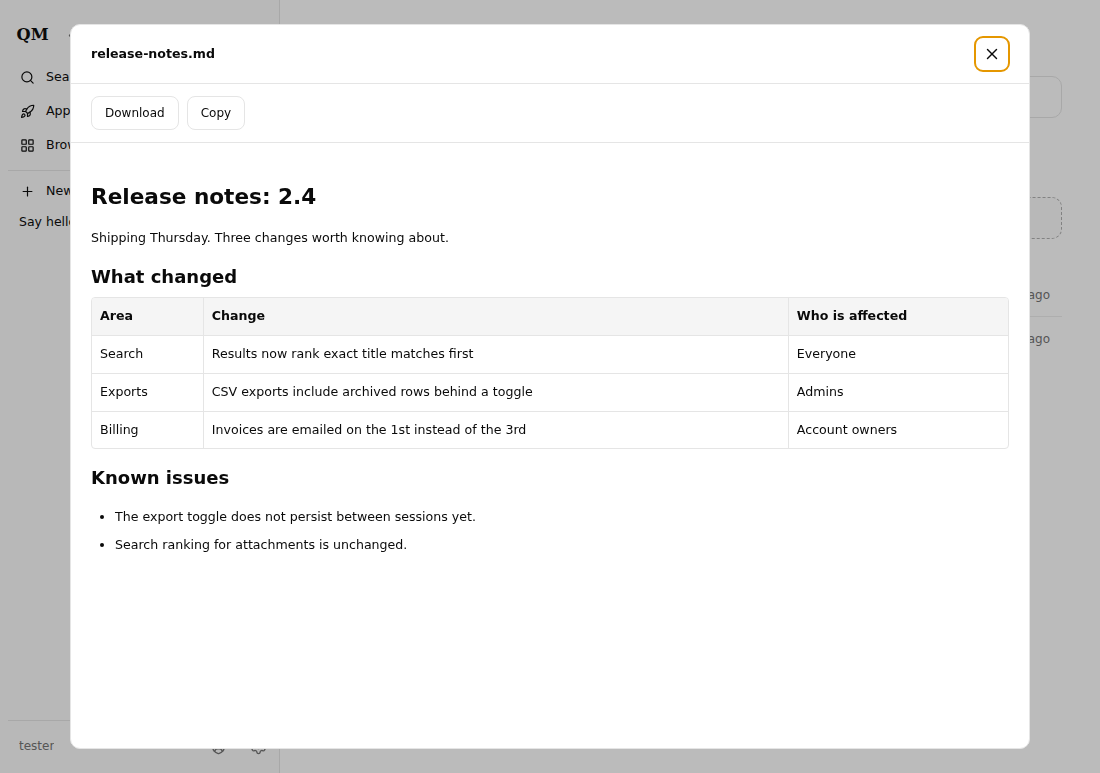 QM
release-notes.md
Download
Copy
Release notes: 2.4
Shipping Thursday. Three changes worth knowing about.
What changed
Area Change Who is affected
Search Results now rank exact title matches first Everyone
Exports CSV exports include archived rows behind a toggle Admins
Billing Invoices are emailed on the 1st instead of the 3rd Account owners
Known issues
• The export toggle does not persist between sessions yet.
• Search ranking for attachments is unchanged.
Sea
App
Brow
New
Say hello
ago
ago
tester